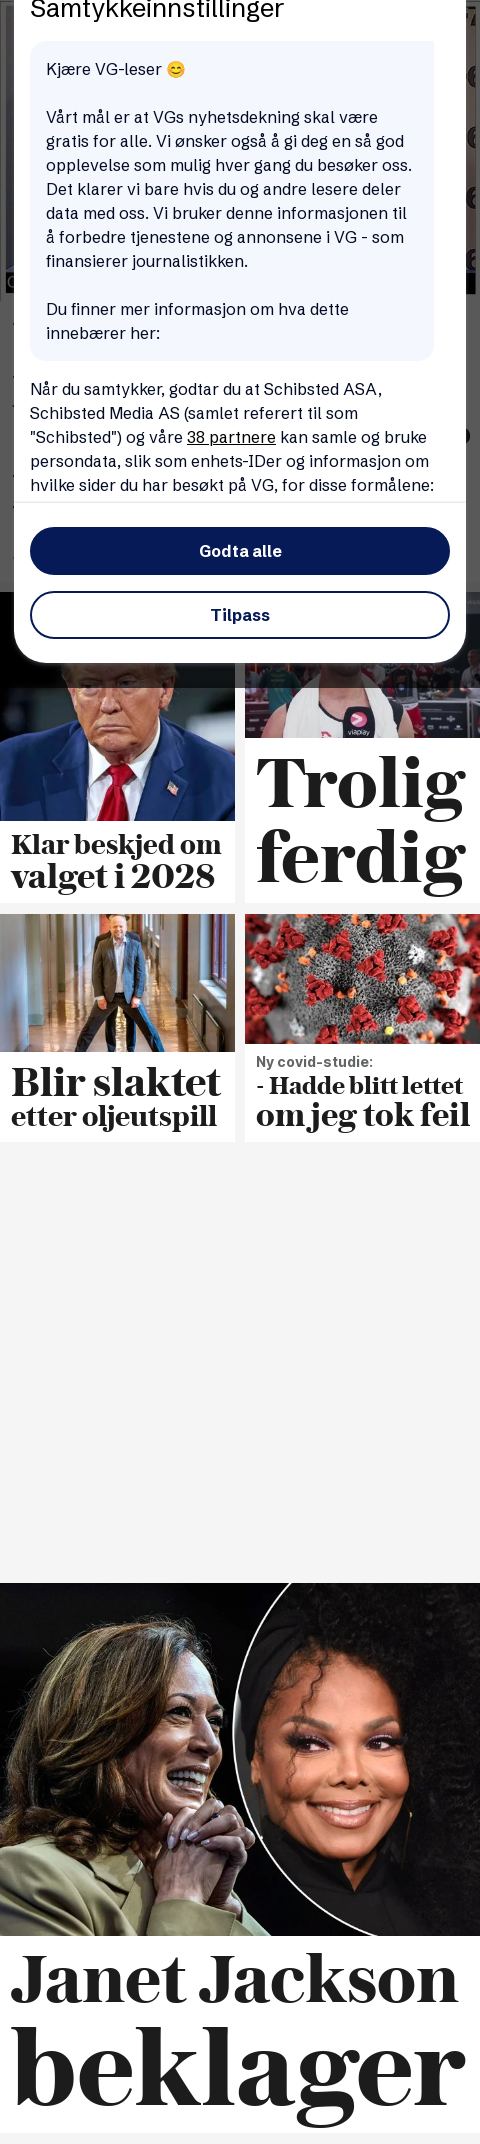 Samtykkeinnstillinger
Kjære VG-leser 😊
Vårt mål er at VGs nyhetsdekning skal være
gratis for alle. Vi ønsker også å gi deg en så god
opplevelse som mulig hver gang du besøker oss.
Det klarer vi bare hvis du og andre lesere deler
data med oss. Vi bruker denne informasjonen til
å forbedre tjenestene og annonsene i VG - som
finansierer journalistikken.
Du finner mer informasjon om hva dette
innebærer her:
Når du samtykker, godtar du at Schibsted ASA,
Schibsted Media AS (samlet referert til som
"Schibsted") og våre 38 partnere kan samle og bruke
persondata, slik som enhets-IDer og informasjon om
hvilke sider du har besøkt på VG, for disse formålene:
Godta alle
Tilpass
viaplay
Klar beskjed om
valget i 2028
Trolig
ferdig
Blir slaktet
etter oljeutspill
Ny covid-studie:
- Hadde blitt lettet
om jeg tok feil
Janet Jackson
beklager